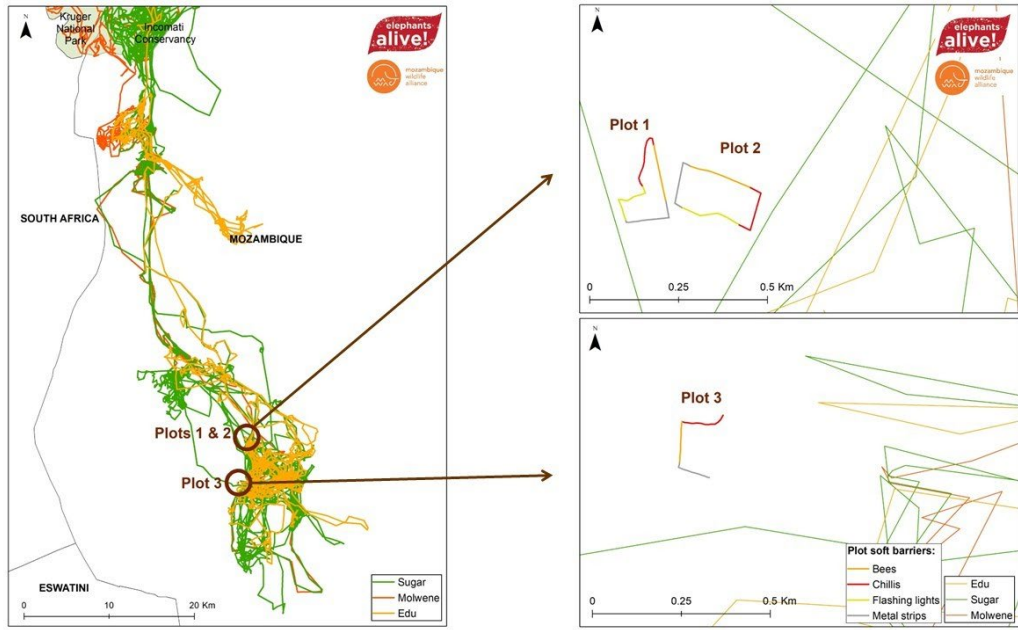 N
Kruger
National
Park
Incomati
Conservancy
elephants
alive!
mozambique
wildlife
alliance
SOUTH AFRICA
MOZAMBIQUE
Plots 1 & 2
Plot 3
ESWATINI
0 10 20 Km
Sugar
Molwene
Edu
N
elephants
alive!
mozambique
wildlife
alliance
Plot 1
Plot 2
0 0.25 0.5 Km
N
Plot 3
0 0.25 0.5 Km
Plot soft barriers:
Bees
Chillis
Flashing lights
Metal strips
Edu
Sugar
Molwene